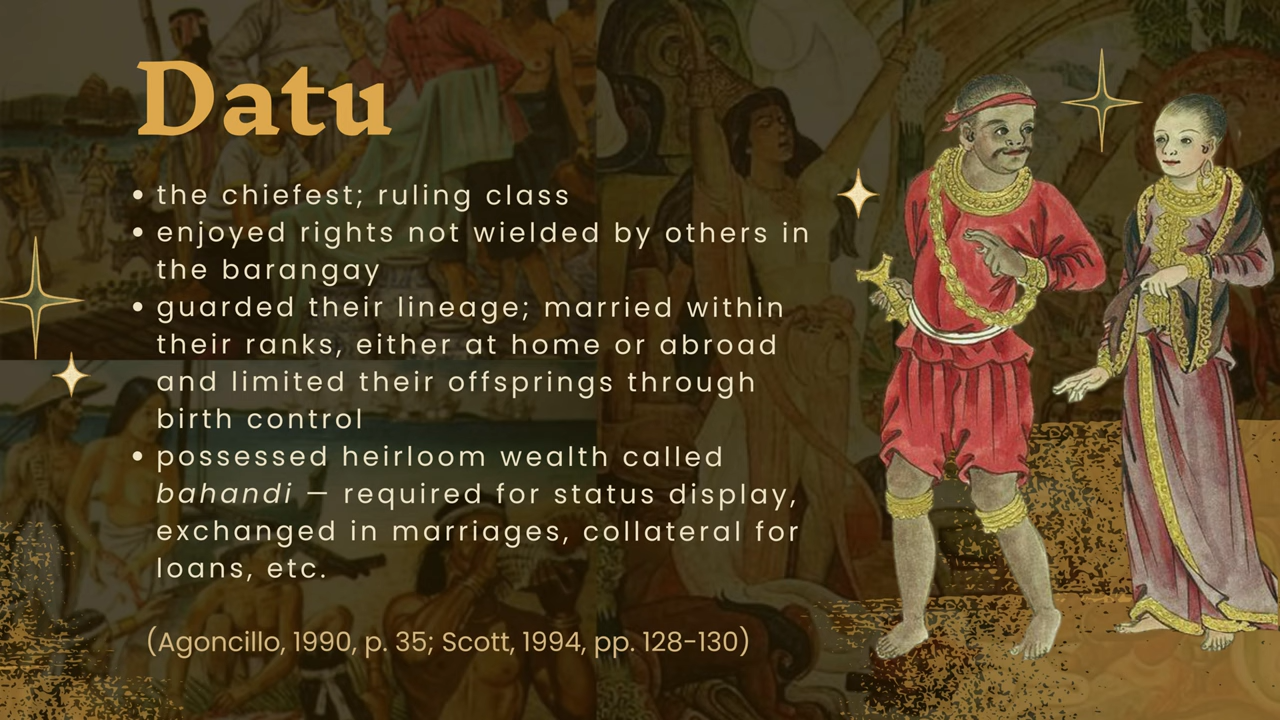 Datu
• the chiefest; ruling class
• enjoyed rights not wielded by others in
the barangay
• guarded their lineage; married within
their ranks, either at home or abroad
and limited their offsprings through
birth control
• possessed heirloom wealth called
bahandi — required for status display,
exchanged in marriages, collateral for
loans, etc.
(Agoncillo, 1990, p. 35; Scott, 1994, pp. 128-130)